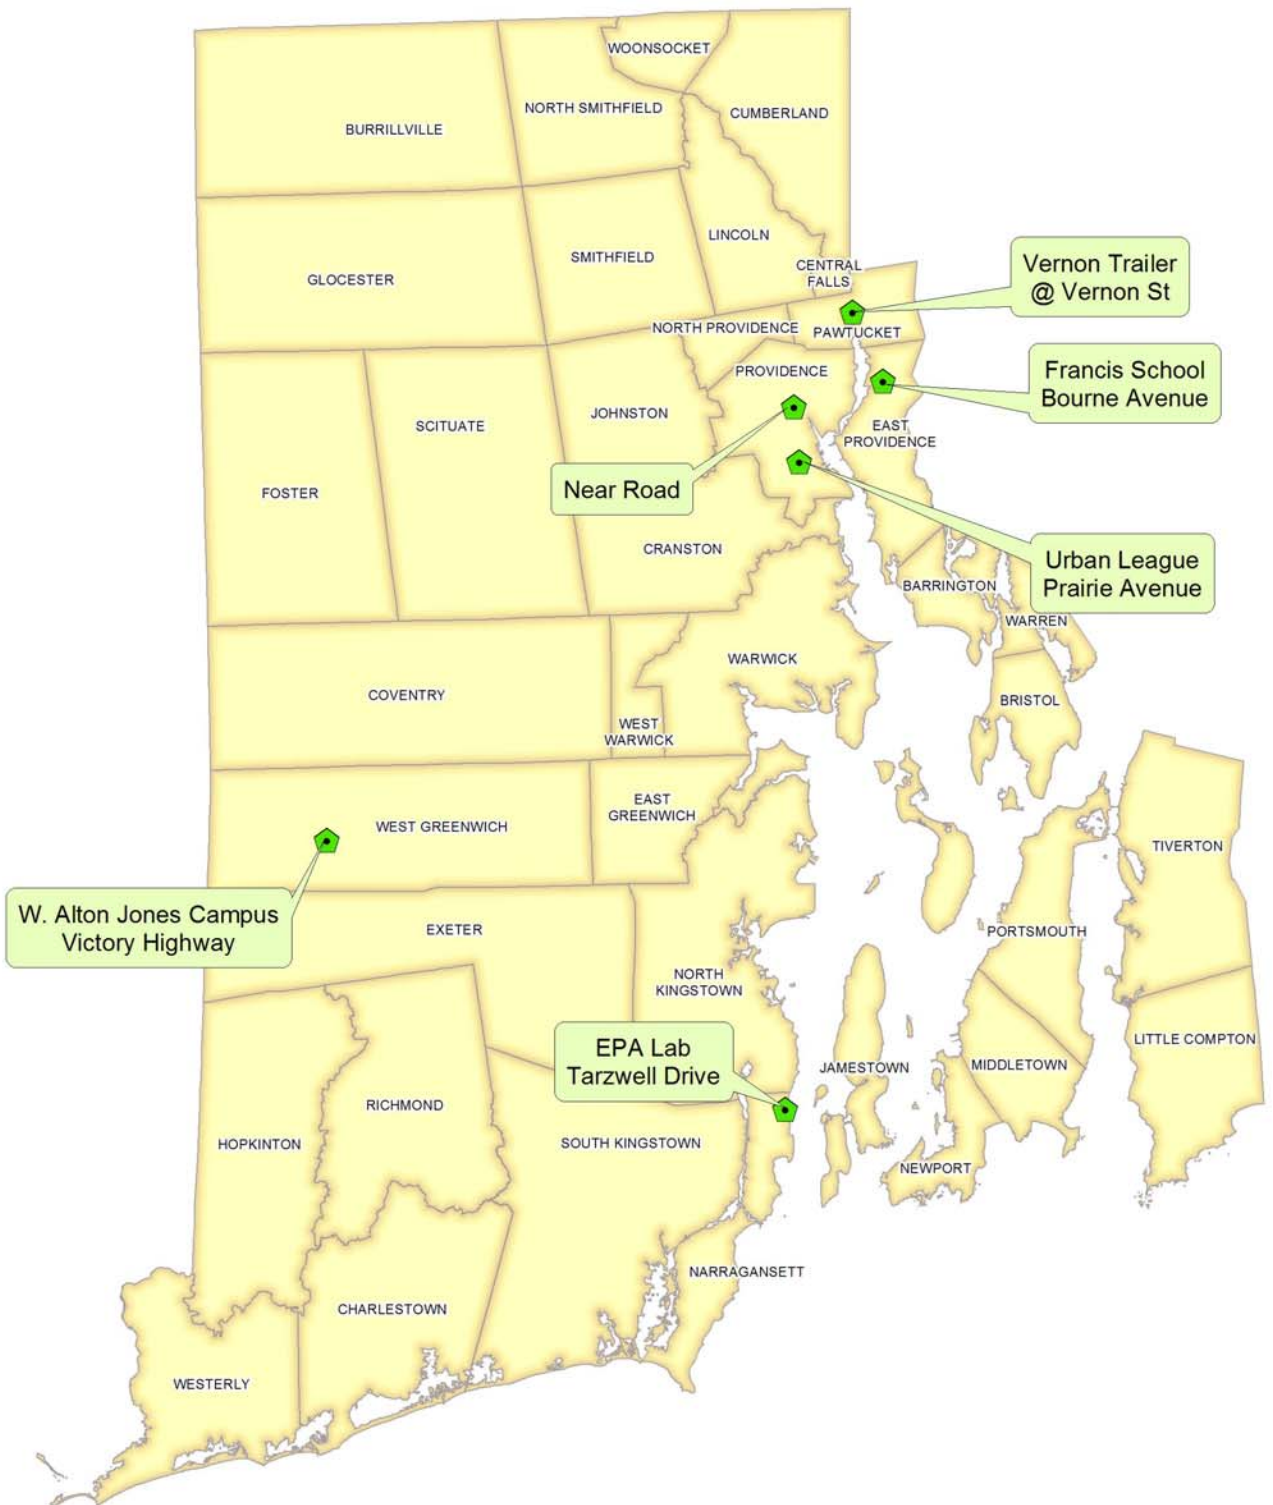 WOONSOCKET
NORTH SMITHFIELD
CUMBERLAND
BURRILLVILLE
LINCOLN
SMITHFIELD
GLOCESTER
CENTRAL
FALLS
Vernon Trailer
@ Vernon St
NORTH PROVIDENCE
PAWTUCKET
PROVIDENCE
Francis School
Bourne Avenue
JOHNSTON
SCITUATE
EAST
PROVIDENCE
FOSTER
Near Road
CRANSTON
Urban League
Prairie Avenue
BARRINGTON
WARREN
WARWICK
COVENTRY
BRISTOL
WEST
WARWICK
EAST
GREENWICH
WEST GREENWICH
TIVERTON
W. Alton Jones Campus
Victory Highway
EXETER
PORTSMOUTH
NORTH
KINGSTOWN
LITTLE COMPTON
EPA Lab
Tarzwell Drive
JAMESTOWN
MIDDLETOWN
RICHMOND
HOPKINTON
SOUTH KINGSTOWN
NEWPORT
NARRAGANSETT
CHARLESTOWN
WESTERLY